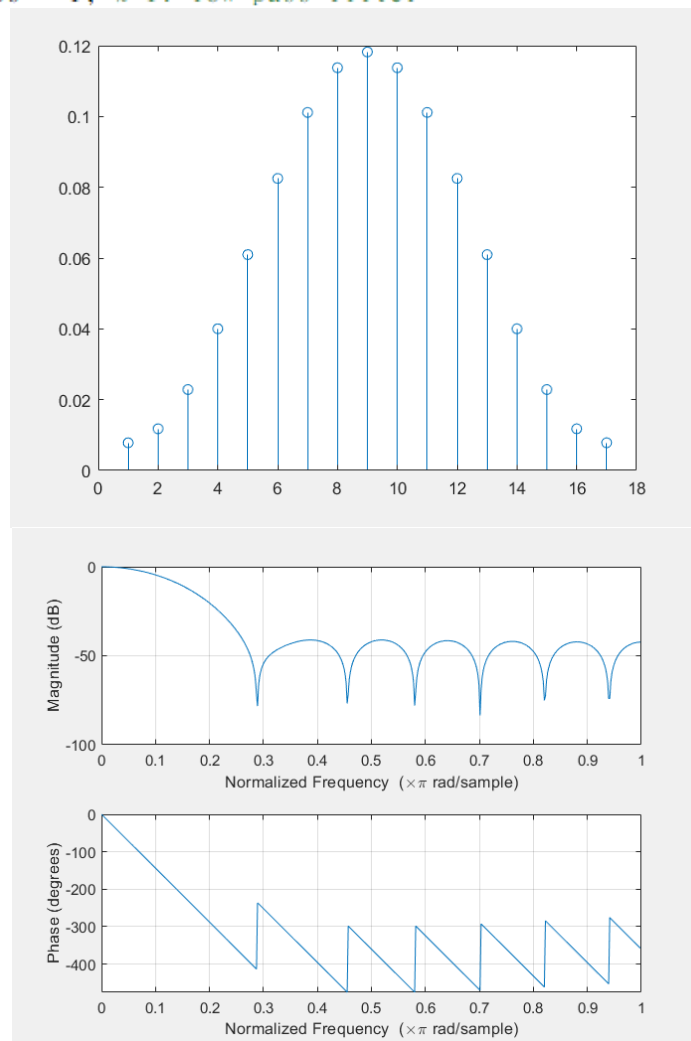 0.12
0.1
0.08
0.06
0.04
0.02
0
0 2 4 6 8 10 12 14 16 18
0
-50
-100
Magnitude (dB)
0 0.1 0.2 0.3 0.4 0.5 0.6 0.7 0.8 0.9 1
Normalized Frequency (×π rad/sample)
0
-100
-200
-300
-400
Phase (degrees)
0 0.1 0.2 0.3 0.4 0.5 0.6 0.7 0.8 0.9 1
Normalized Frequency (×π rad/sample)